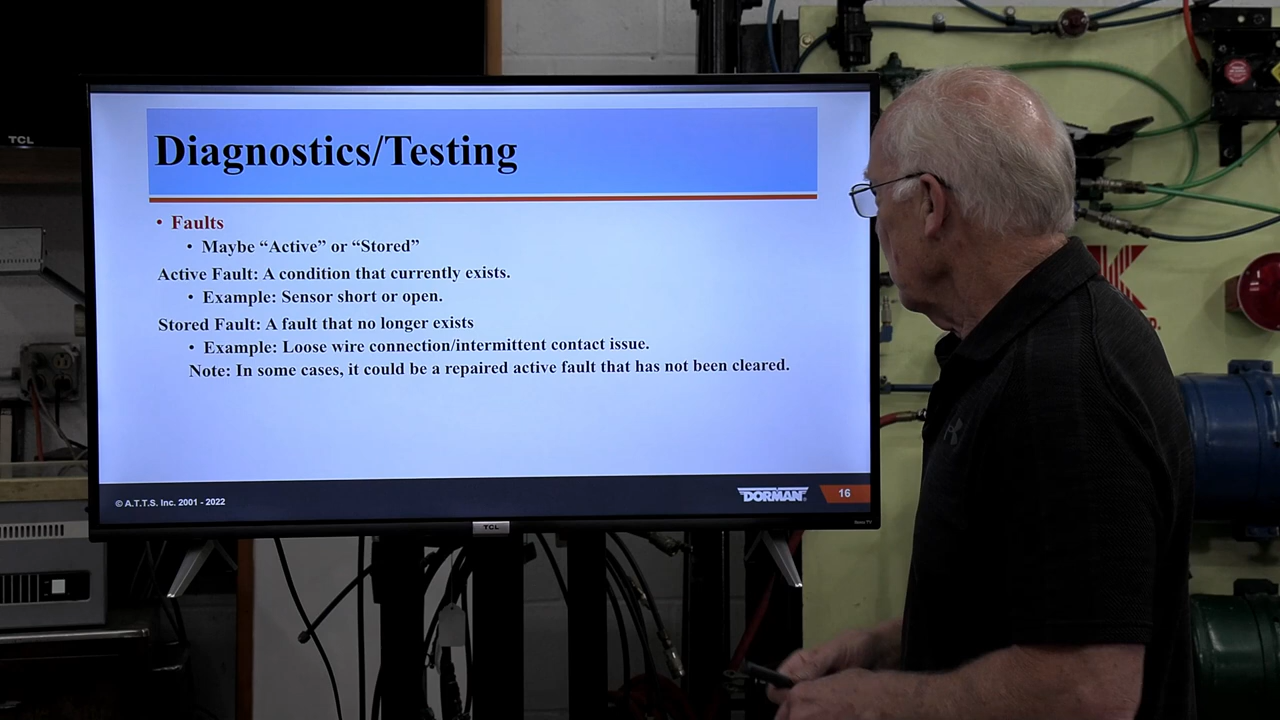 TCL
Diagnostics/Testing
• Faults
• Maybe “Active” or “Stored”
Active Fault: A condition that currently exists.
• Example: Sensor short or open.
Stored Fault: A fault that no longer exists
• Example: Loose wire connection/intermittent contact issue.
Note: In some cases, it could be a repaired active fault that has not been cleared.
© A.T.T.S. Inc. 2001 - 2022
DORMAN
16
TCL
Roku TV
K